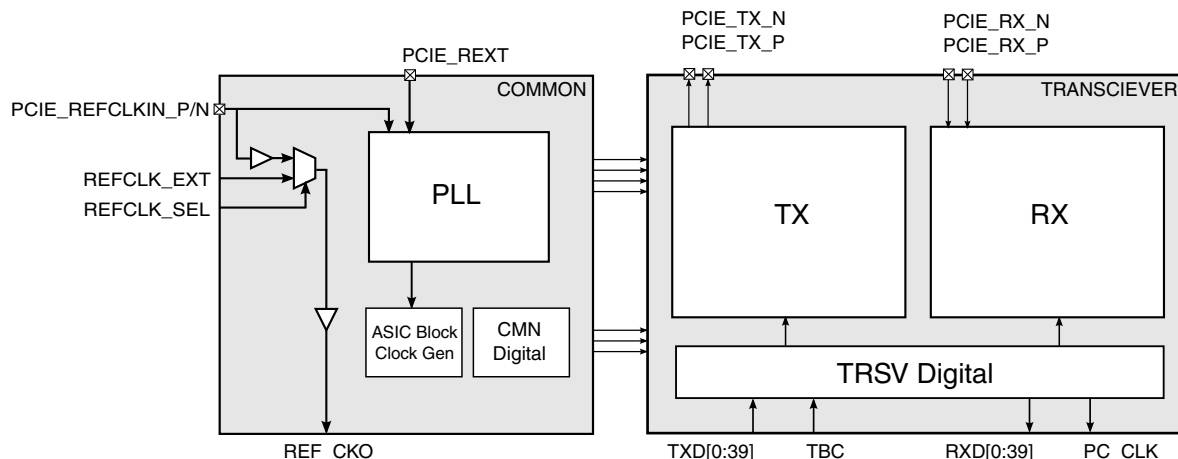 PCIE_TX_N
PCIE_TX_P
PCIE_RX_N
PCIE_RX_P
PCIE_REXT
COMMON
TRANSCIEVER
PCIE_REFCLKIN_P/N
REFCLK_EXT
REFCLK_SEL
PLL
TX
RX
ASIC Block
Clock Gen
CMN
Digital
TRSV Digital
REF_CKO
TXD[0:39]
TBC
RXD[0:39]
PC_CLK